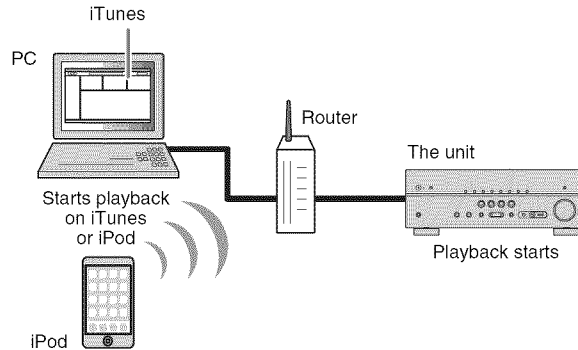 iTunes
PC
Router
The unit
Starts playback
on iTunes
or iPod
Playback starts
iPod